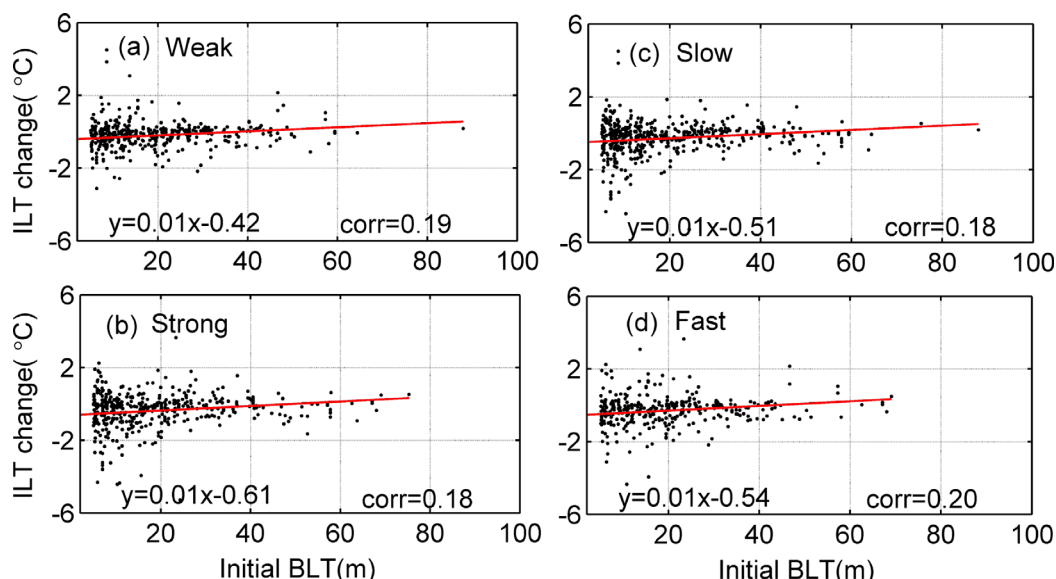 (a) Weak
ILT change( °C)
2
-2
-6
y=0.01x-0.42
corr=0.19
20
40
60
80
100
6
(c) Slow
2
-2
-6
y=0.01x-0.51
corr=0.18
20
40
60
80
100
6
(b) Strong
ILT change( °C)
2
-2
-6
y=0.01x-0.61
corr=0.18
20
40
60
80
100
Initial BLT(m)
6
(d) Fast
2
-2
-6
y=0.01x-0.54
corr=0.20
20
40
60
80
100
Initial BLT(m)